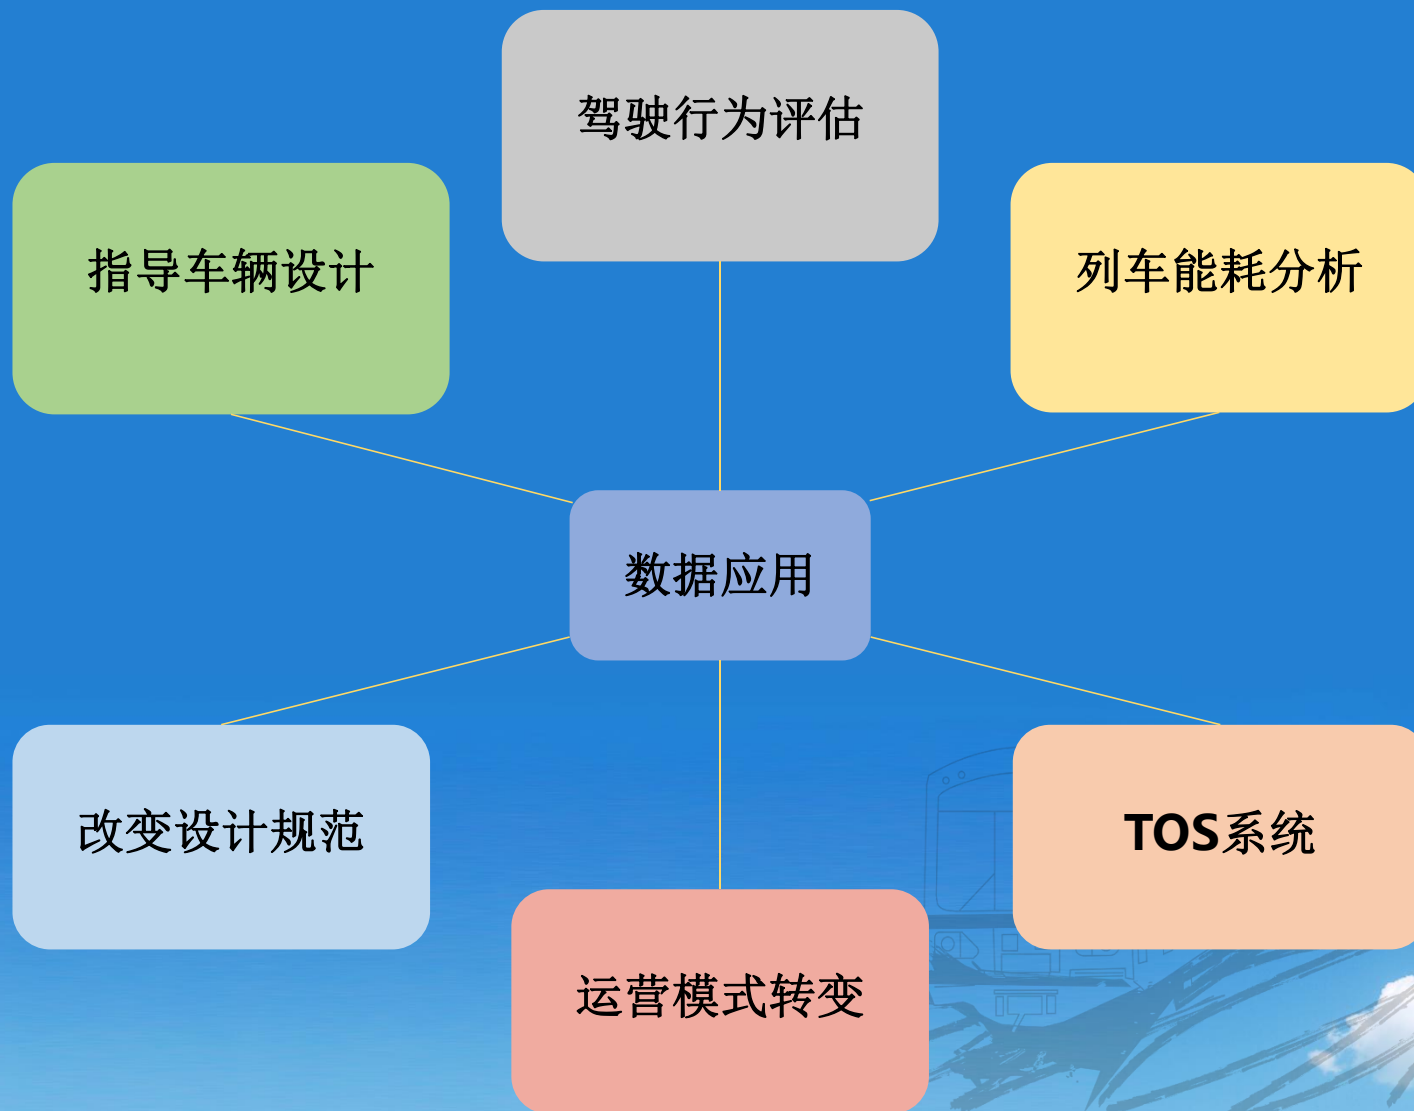 驾驶行为评估
指导车辆设计
列车能耗分析
数据应用
改变设计规范
TOS系统
运营模式转变